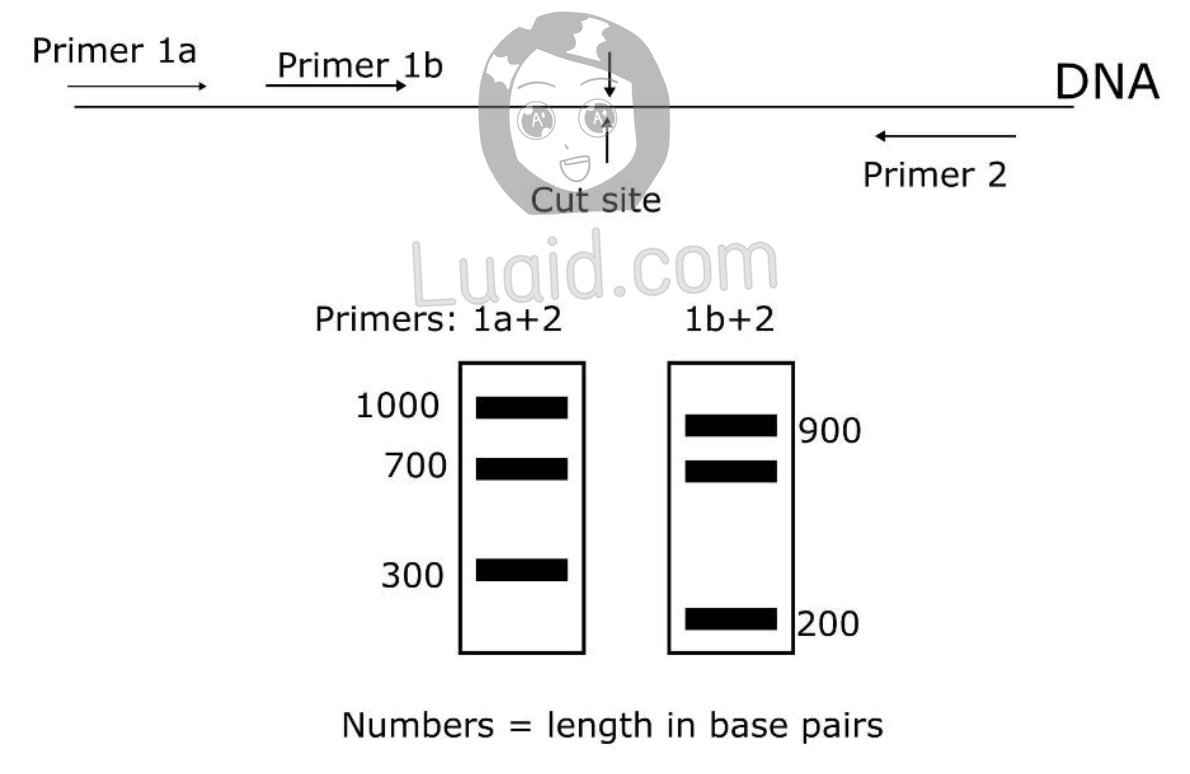 Primer 1a
Primer 1b
DNA
Primer 2
Cut site
Luaid.com
A+ A+
Primers: 1a+2 1b+2
1000
900
700
300
200
Numbers = length in base pairs